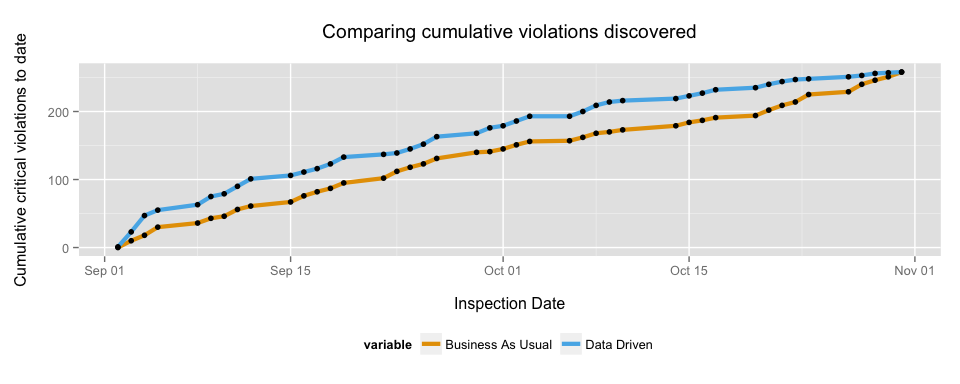 Comparing cumulative violations discovered
Cumulative critical violations to date
200
100
0
Sep 01
Sep 15
Oct 01
Oct 15
Nov 01
Inspection Date
variable
Business As Usual
Data Driven